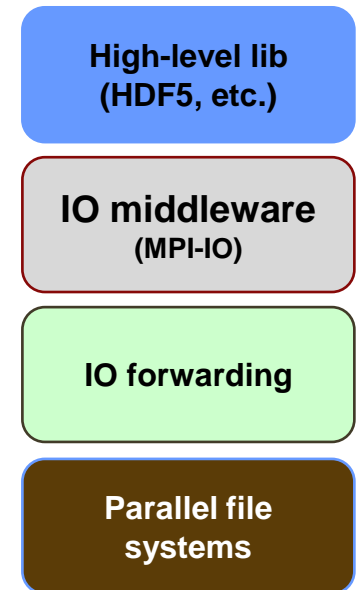 High-level lib
(HDF5, etc.)
IO middleware
(MPI-IO)
IO forwarding
Parallel file
systems